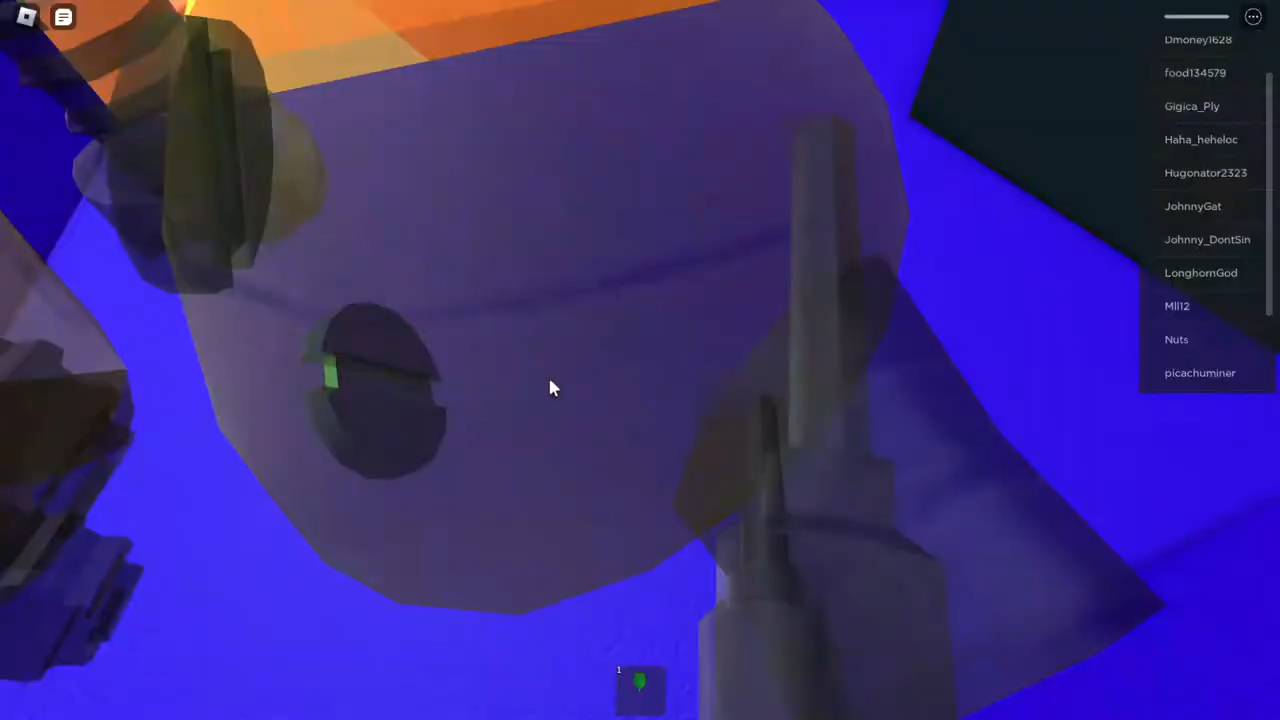 Dmoney1628
food134579
Gigica_Ply
Haha_heheloc
Hugonator2323
JohnnyGat
Johnny_DontSin
LonghornGod
Mll12
Nuts
picachuminer
1